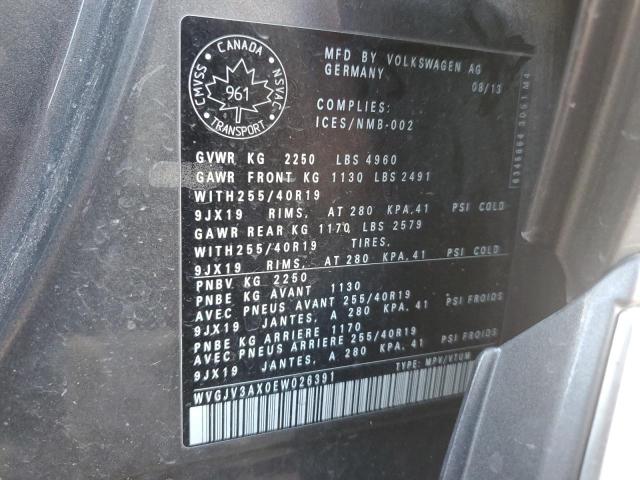 CANADA
CMVSS
NSVAC
961
TRANSPORT
MFD BY VOLKSWAGEN AG
GERMANY
08/13
COMPLIES:
ICES/NMB-002
GVWR KG 2250 LBS 4960
GAWR FRONT KG 1130 LBS 2491
WITH255/40R19
9JX19 RIMS, AT 280 KPA,41 PSI COLD
GAWR REAR KG 1170 LBS 2579
WITH255/40R19 TIRES,
9JX19 RIMS, AT 280 KPA,41 PSI COLD
PNBV KG 2250
PNBE KG AVANT 1130
AVEC PNEUS AVANT 255/40R19
9JX19 JANTES, A 280 KPA, 41 PSI FROIDS
PNBE KG ARRIERE 1170
AVEC PNEUS ARRIERE 255/40R19
9JX19 JANTES, A 280 KPA, 41 PSI FROIDS
TYPE: MPV/VTUM
WVGJV3AX0EW026391